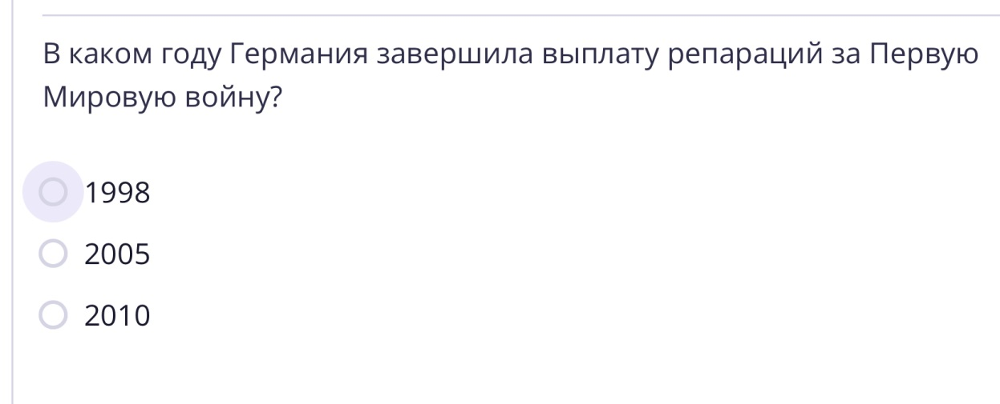 В каком году Германия завершила выплату репараций за Первую
Мировую войну?
1998
2005
2010